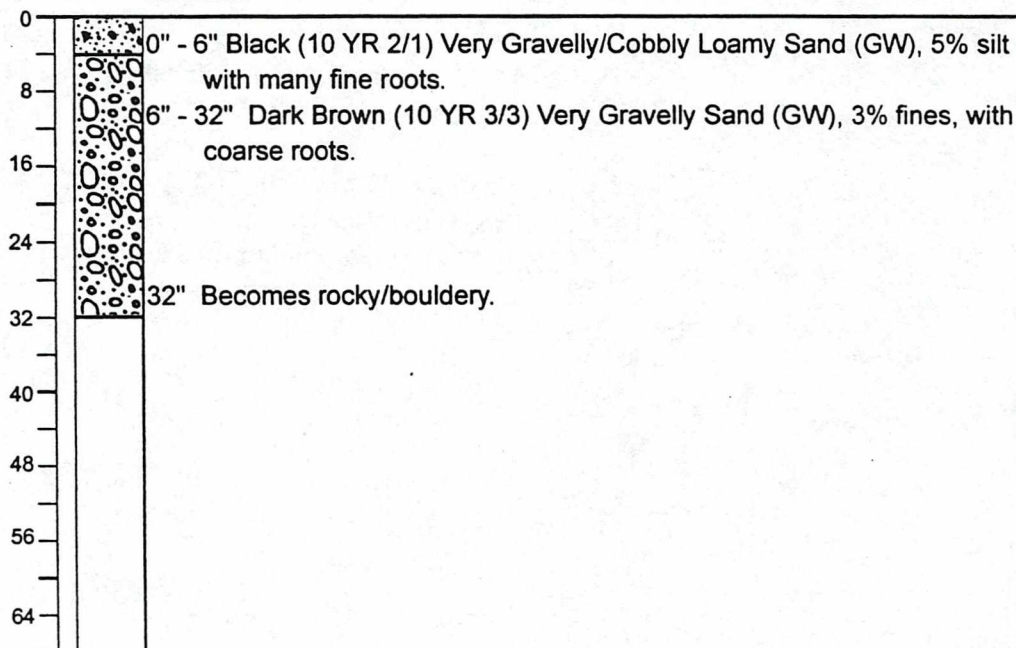 0
0" - 6" Black (10 YR 2/1) Very Gravelly/Cobbly Loamy Sand (GW), 5% silt
with many fine roots.
8
6" - 32" Dark Brown (10 YR 3/3) Very Gravelly Sand (GW), 3% fines, with
coarse roots.
16
24
32" Becomes rocky/bouldery.
32
40
48
56
64